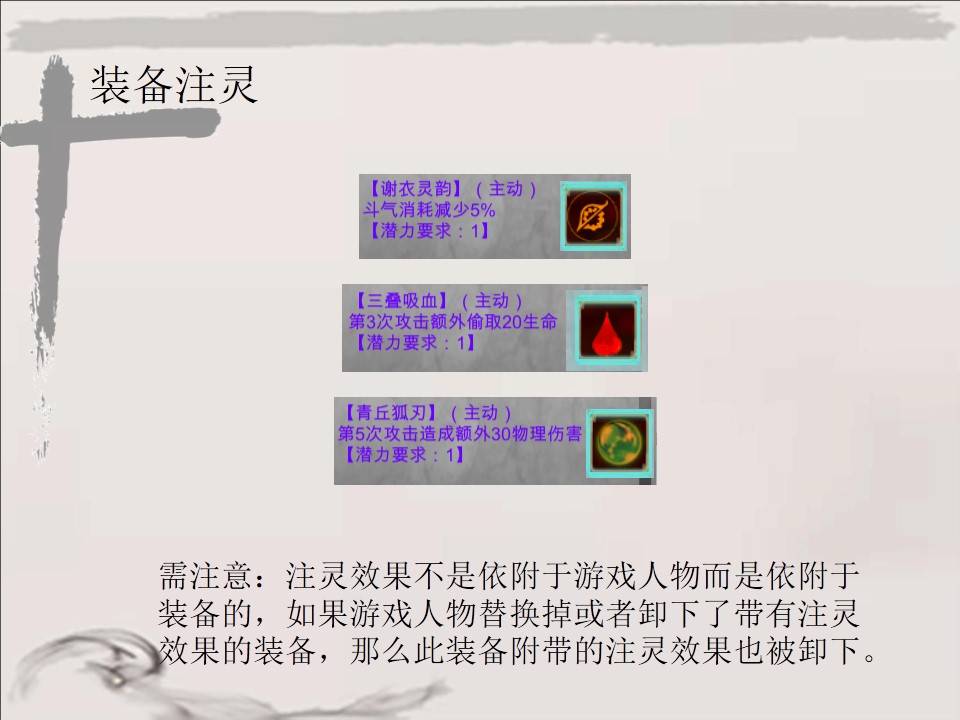 装备注灵
【谢衣灵韵】（主动）
斗气消耗减少5%
【潜力要求：1】
【三叠吸血】（主动）
第3次攻击额外偷取20生命
【潜力要求：1】
【青丘狐刃】（主动）
第5次攻击造成额外30物理伤害
【潜力要求：1】
需注意：注灵效果不是依附于游戏人物而是依附于
装备的，如果游戏人物替换掉或者卸下了带有注灵
效果的装备，那么此装备附带的注灵效果也被卸下。